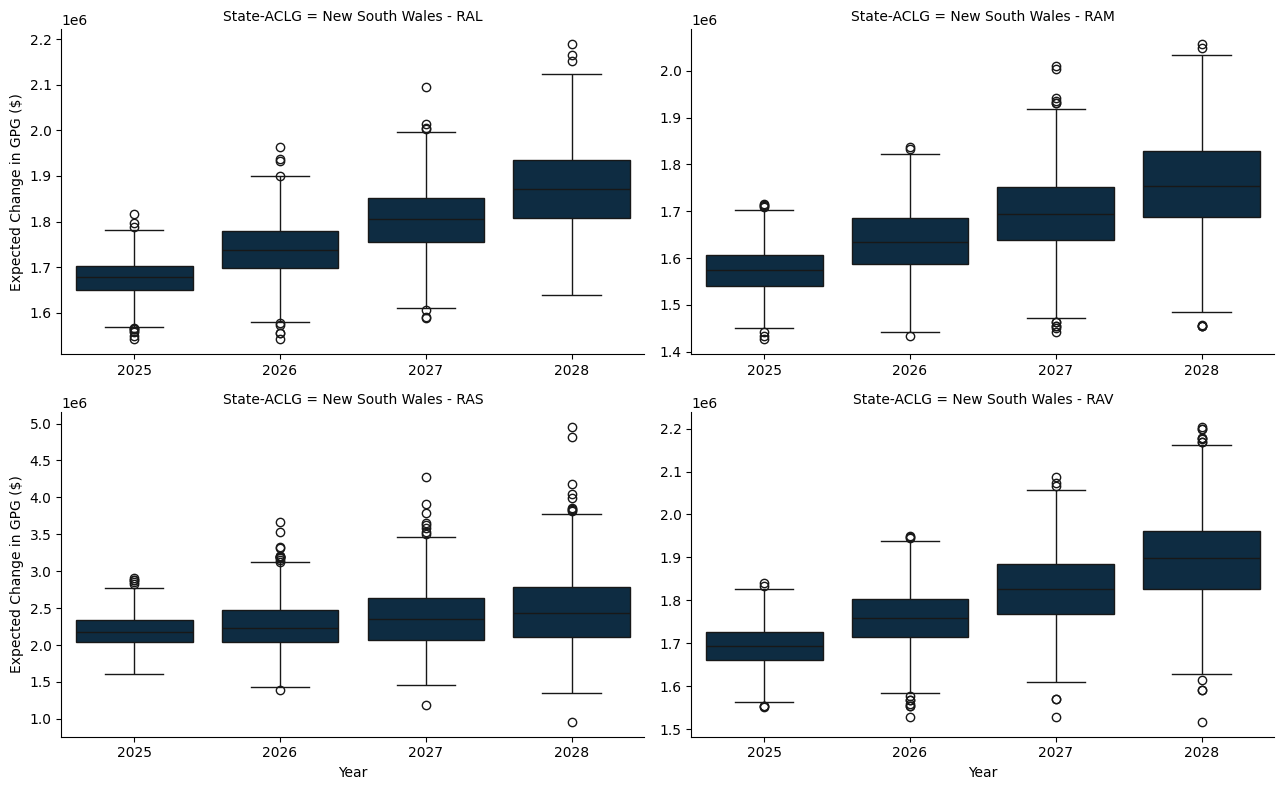 State-ACLG = New South Wales - RAL
1e6
2.2
2.1
2.0
1.9
1.8
1.7
1.6
Expected Change in GPG ($)
2025 2026 2027 2028
State-ACLG = New South Wales - RAM
1e6
2.0
1.9
1.8
1.7
1.6
1.5
1.4
2025 2026 2027 2028
State-ACLG = New South Wales - RAS
1e6
5.0
4.5
4.0
3.5
3.0
2.5
2.0
1.5
1.0
Expected Change in GPG ($)
2025 2026 2027 2028
Year
State-ACLG = New South Wales - RAV
1e6
2.2
2.1
2.0
1.9
1.8
1.7
1.6
1.5
2025 2026 2027 2028
Year